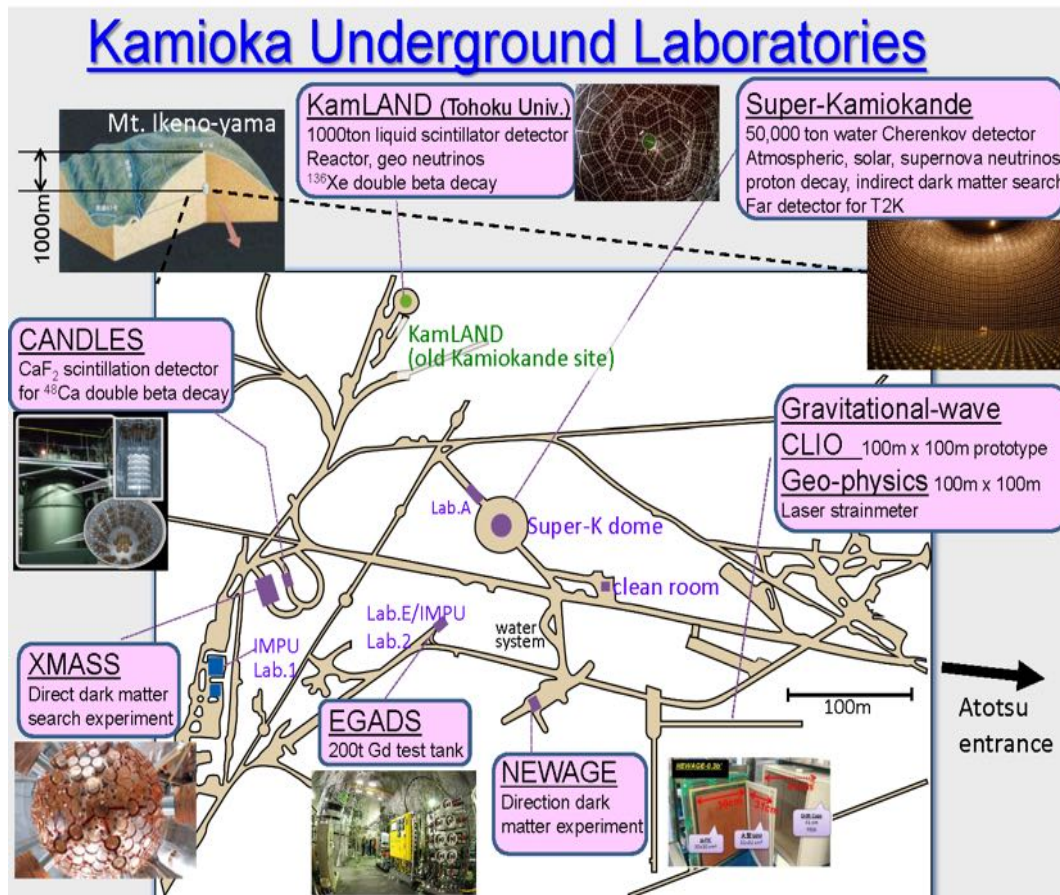 Kamioka Underground Laboratories
Mt. Ikeno-yama
1000m
KamLAND (Tohoku Univ.)
1000ton liquid scintillator detector
Reactor, geo neutrinos
¹³⁶Xe double beta decay
Super-Kamiokande
50,000 ton water Cherenkov detector
Atmospheric, solar, supernova neutrinos
proton decay, indirect dark matter search
Far detector for T2K
CANDLES
CaF₂ scintillation detector
for ⁴⁸Ca double beta decay
KamLAND
(old Kamiokande site)
Gravitational-wave
CLIO 100m x 100m prototype
Geo-physics 100m x 100m
Laser strainmeter
Lab.A
Super-K dome
clean room
Lab.E/IMPU
Lab.2
water
system
IMPU
Lab.1
XMASS
Direct dark matter
search experiment
EGADS
200t Gd test tank
NEWAGE
Direction dark
matter experiment
100m
Atotsu
entrance
30cm
31cm